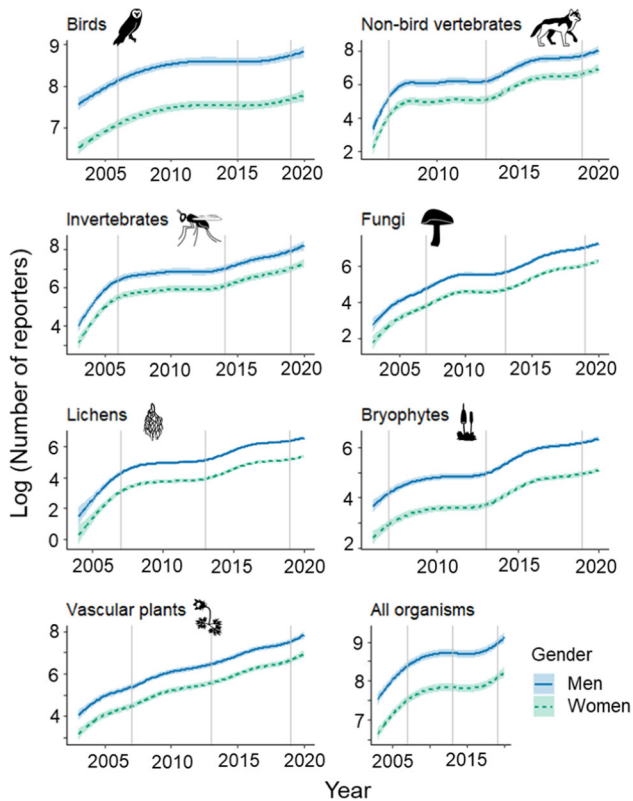 Birds
9
8
7
2005 2010 2015 2020
Non-bird vertebrates
8
6
4
2
2010 2015 2020
Invertebrates
8
6
4
2005 2010 2015 2020
Fungi
6
4
2
2005 2010 2015 2020
Lichens
6
4
2
0
2005 2010 2015 2020
Bryophytes
6
4
2
2010 2015 2020
Vascular plants
8
6
4
2005 2010 2015 2020
All organisms
9
8
7
2005 2015
Gender
Men
Women
Log (Number of reporters)
Year